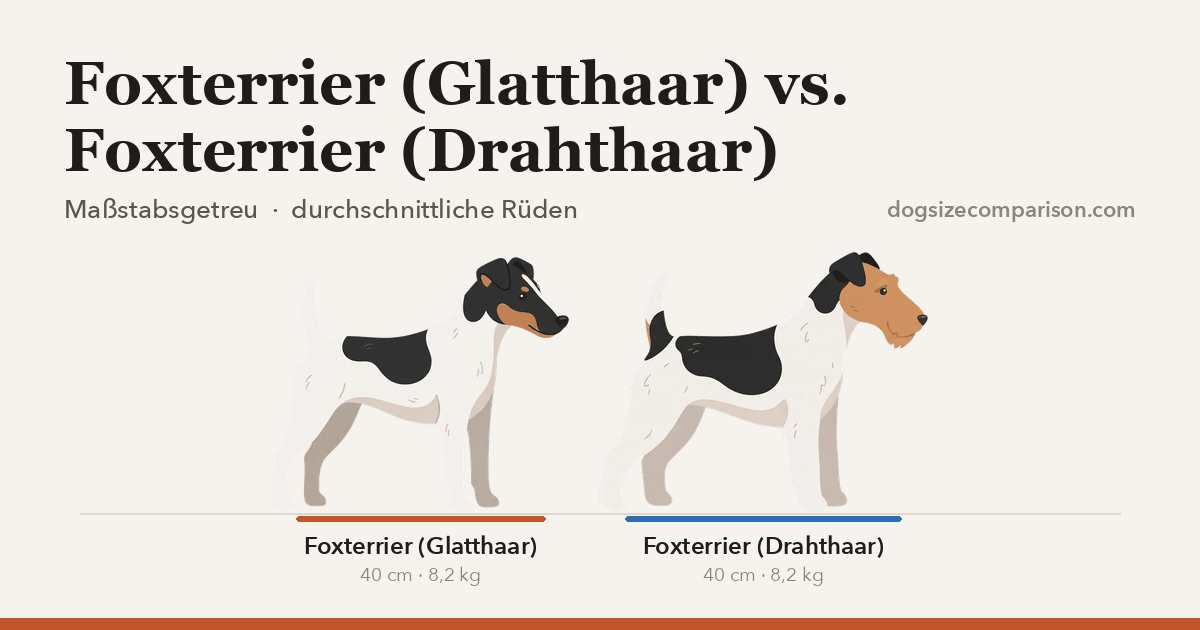 Foxterrier (Glatthaar) vs.
Foxterrier (Drahthaar)
Maßstabsgetreu · durchschnittliche Rüden
dogsizecomparison.com
Foxterrier (Glatthaar)
40 cm · 8,2 kg
Foxterrier (Drahthaar)
40 cm · 8,2 kg